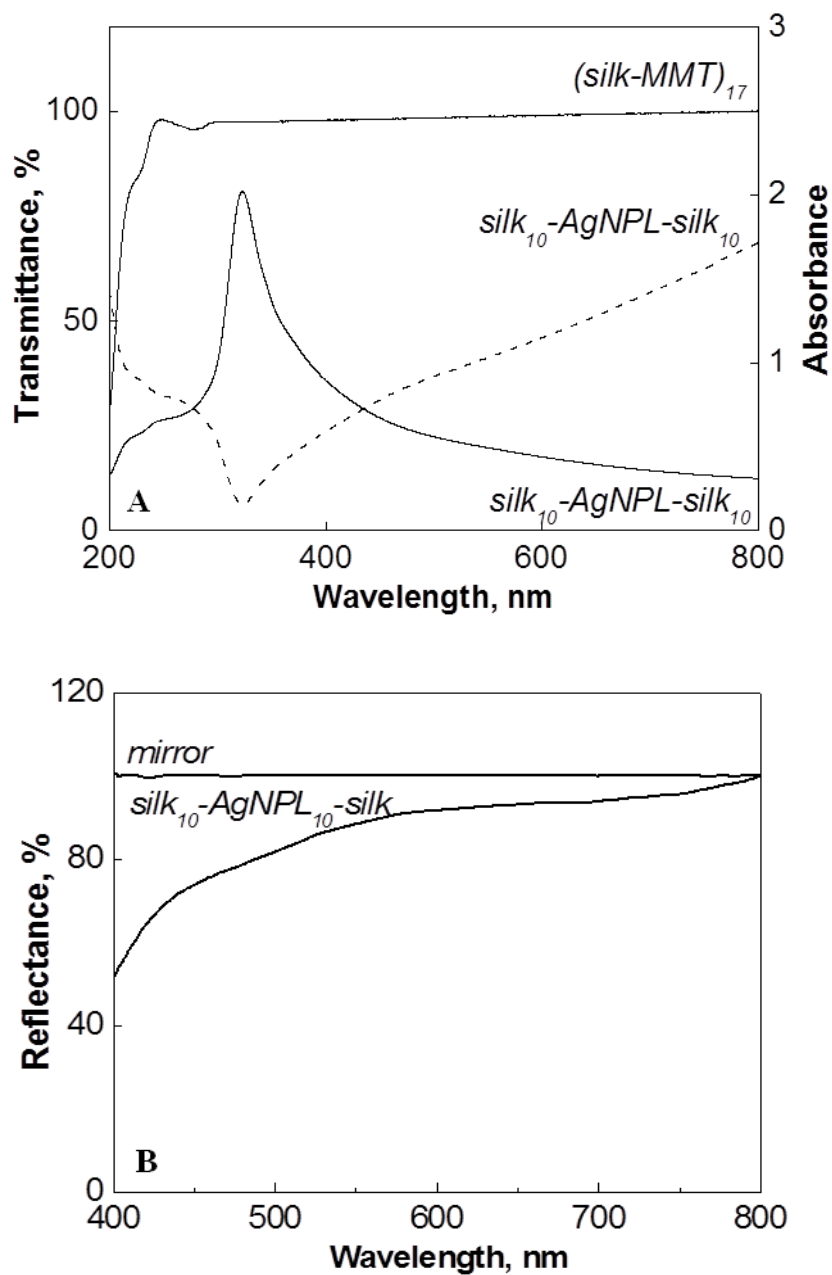 3
(silk-MMT)17
100
2
silk10-AgNPL-silk10
50
1
Transmittance, %
Absorbance
A
silk10-AgNPL-silk10
0
0
200 400 600 800
Wavelength, nm
120
mirror
silk10-AgNPL10-silk
80
Reflectance, %
40
B
0
400 500 600 700 800
Wavelength, nm